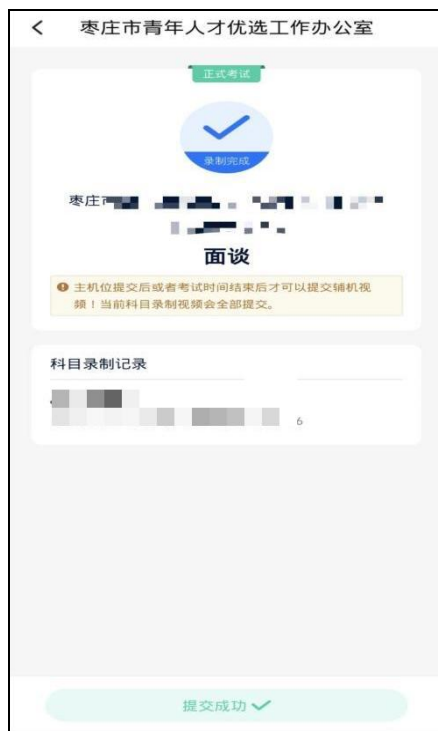 枣庄市青年人才优选工作办公室
正式考试
录制完成
枣庄
面谈
主机位提交后或者考试时间结束后才可以提交辅机视
频！当前科目录制视频会全部提交。
科目录制记录
6
提交成功